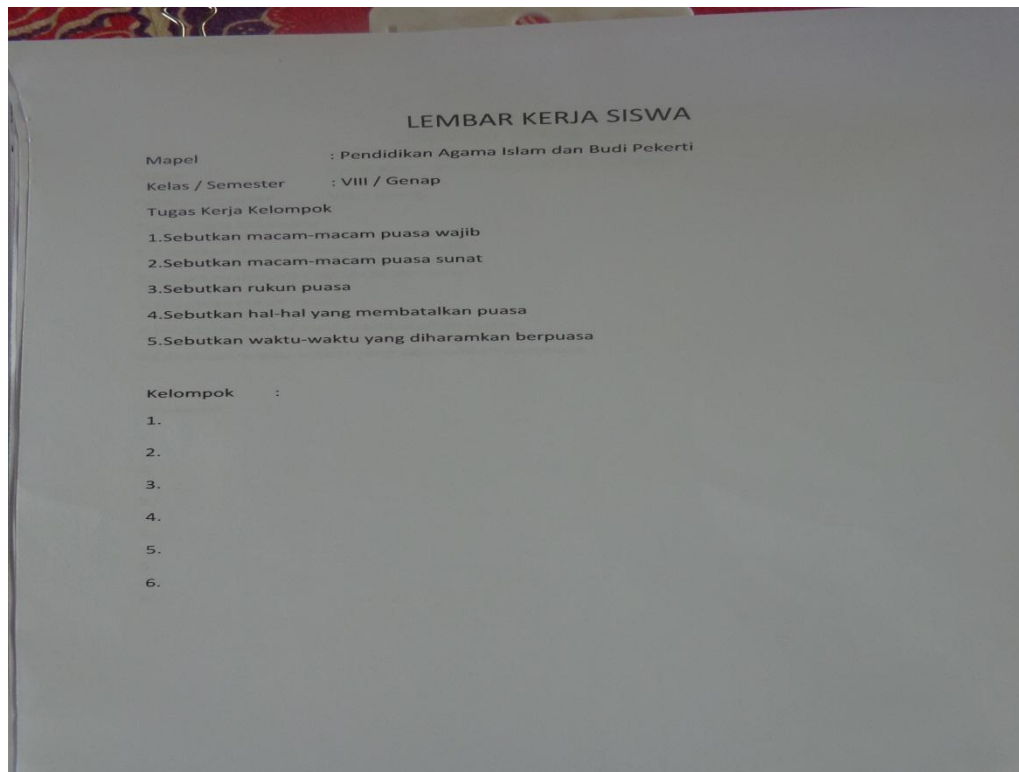 LEMBAR KERJA SISWA
Mapel : Pendidikan Agama Islam dan Budi Pekerti
Kelas / Semester : VIII / Genap
Tugas Kerja Kelompok
1.Sebutkan macam-macam puasa wajib
2.Sebutkan macam-macam puasa sunat
3.Sebutkan rukun puasa
4.Sebutkan hal-hal yang membatalkan puasa
5.Sebutkan waktu-waktu yang diharamkan berpuasa
Kelompok :
1.
2.
3.
4.
5.
6.